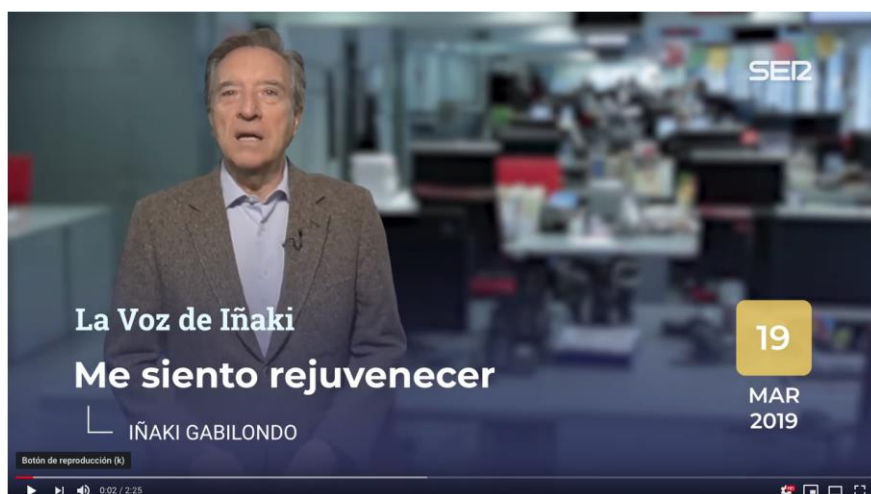 SER
La Voz de Iñaki
Me siento rejuvenecer
IÑAKI GABILONDO
19
MAR
2019
Botón de reproducción (k)
0:02 / 2:25